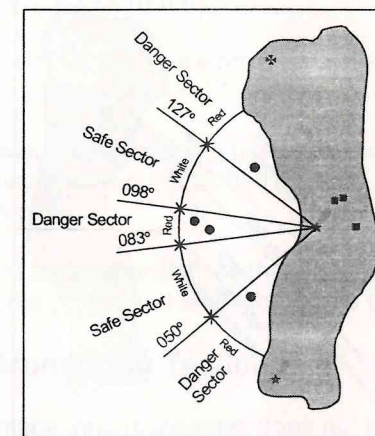 Danger Sector
Red
127°
Safe Sector
White
098°
Danger Sector
Red
083°
White
Safe Sector
050°
Red
Danger
Sector